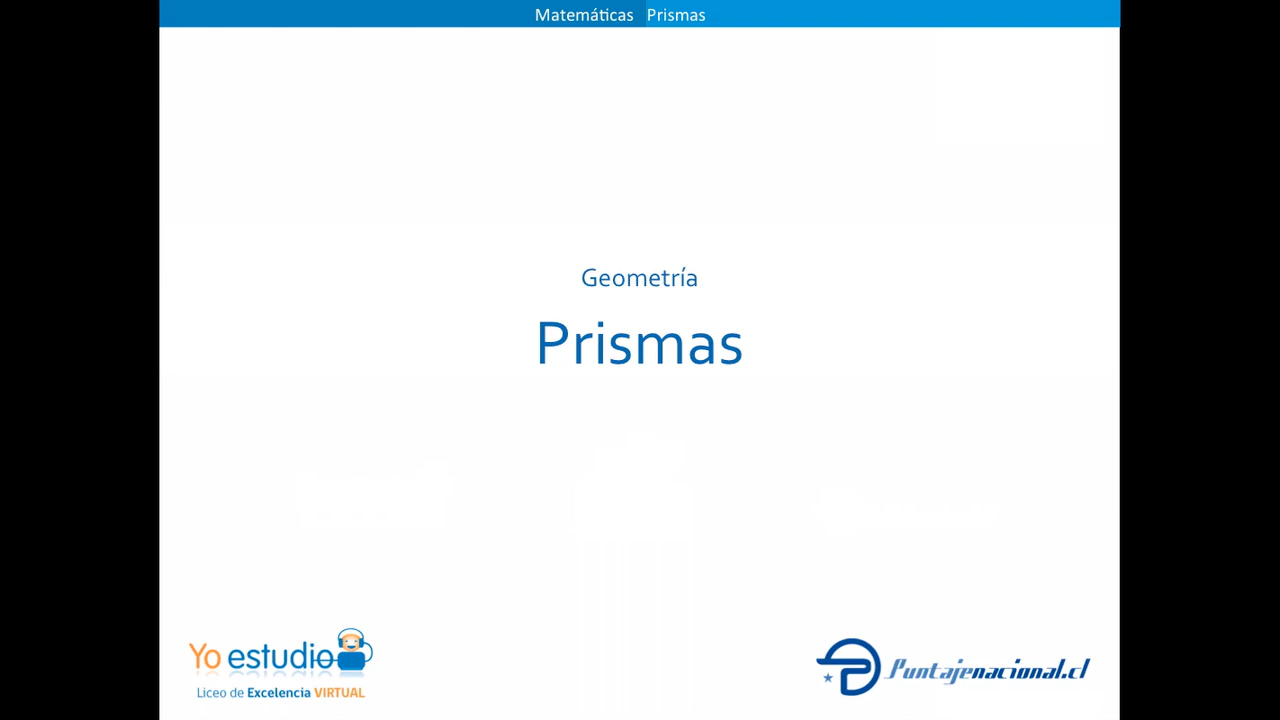 Matemáticas Prismas
Geometría
Prismas
Yo estudio
Liceo de Excelencia VIRTUAL
Puntajenacional.cl